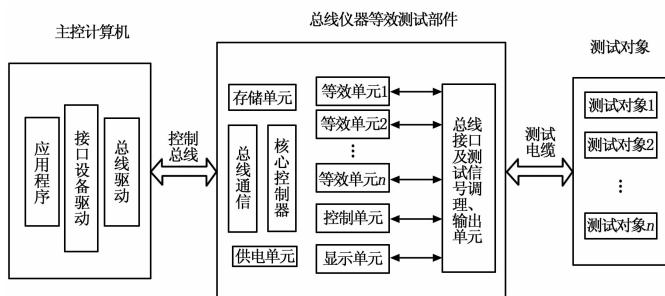 主控计算机
应用程序
接口设备驱动
总线驱动
控制
总线
总线仪器等效测试部件
存储单元
总线通信
核心控制器
供电单元
等效单元1
等效单元2
⋮
等效单元n
控制单元
显示单元
总线
接口
及测
试信
号调
理、
输出
单元
测试
电缆
测试对象
测试对象1
测试对象2
⋮
测试对象n